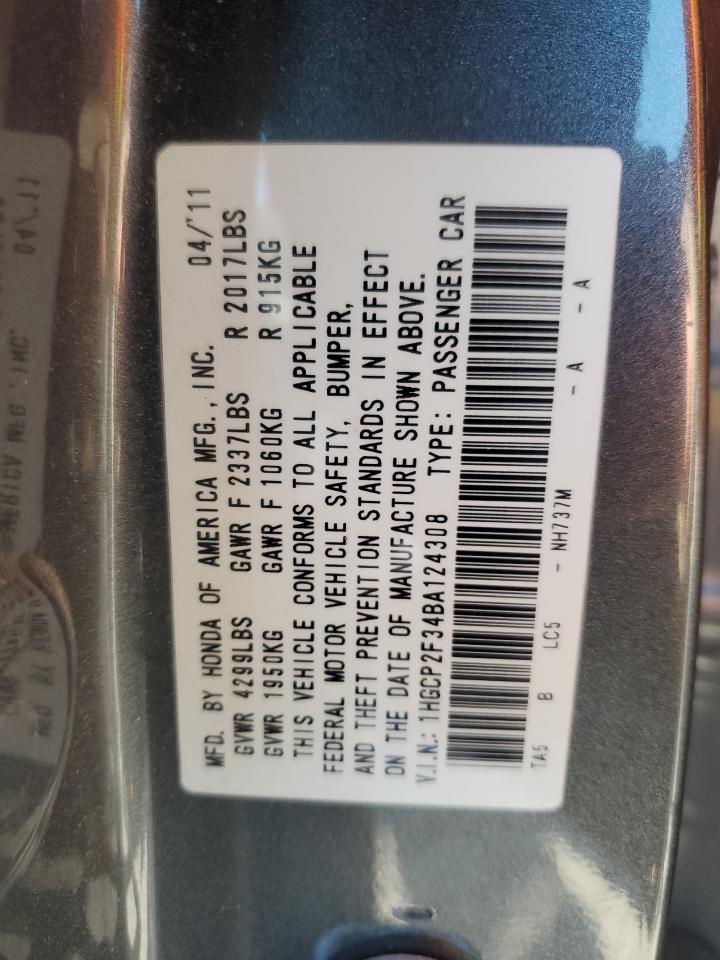 MFD. BY HONDA OF AMERICA MFG., INC. 04/'11
GVWR 4299LBS GAWR F 2337LBS R 2017LBS
GVWR 1950KG GAWR F 1060KG R 915KG
THIS VEHICLE CONFORMS TO ALL APPLICABLE
FEDERAL MOTOR VEHICLE SAFETY, BUMPER,
AND THEFT PREVENTION STANDARDS IN EFFECT
ON THE DATE OF MANUFACTURE SHOWN ABOVE.
V.I.N.: 1HGCP2F34BA124308 TYPE: PASSENGER CAR
TA5 B LC5 - NH737M - A - A